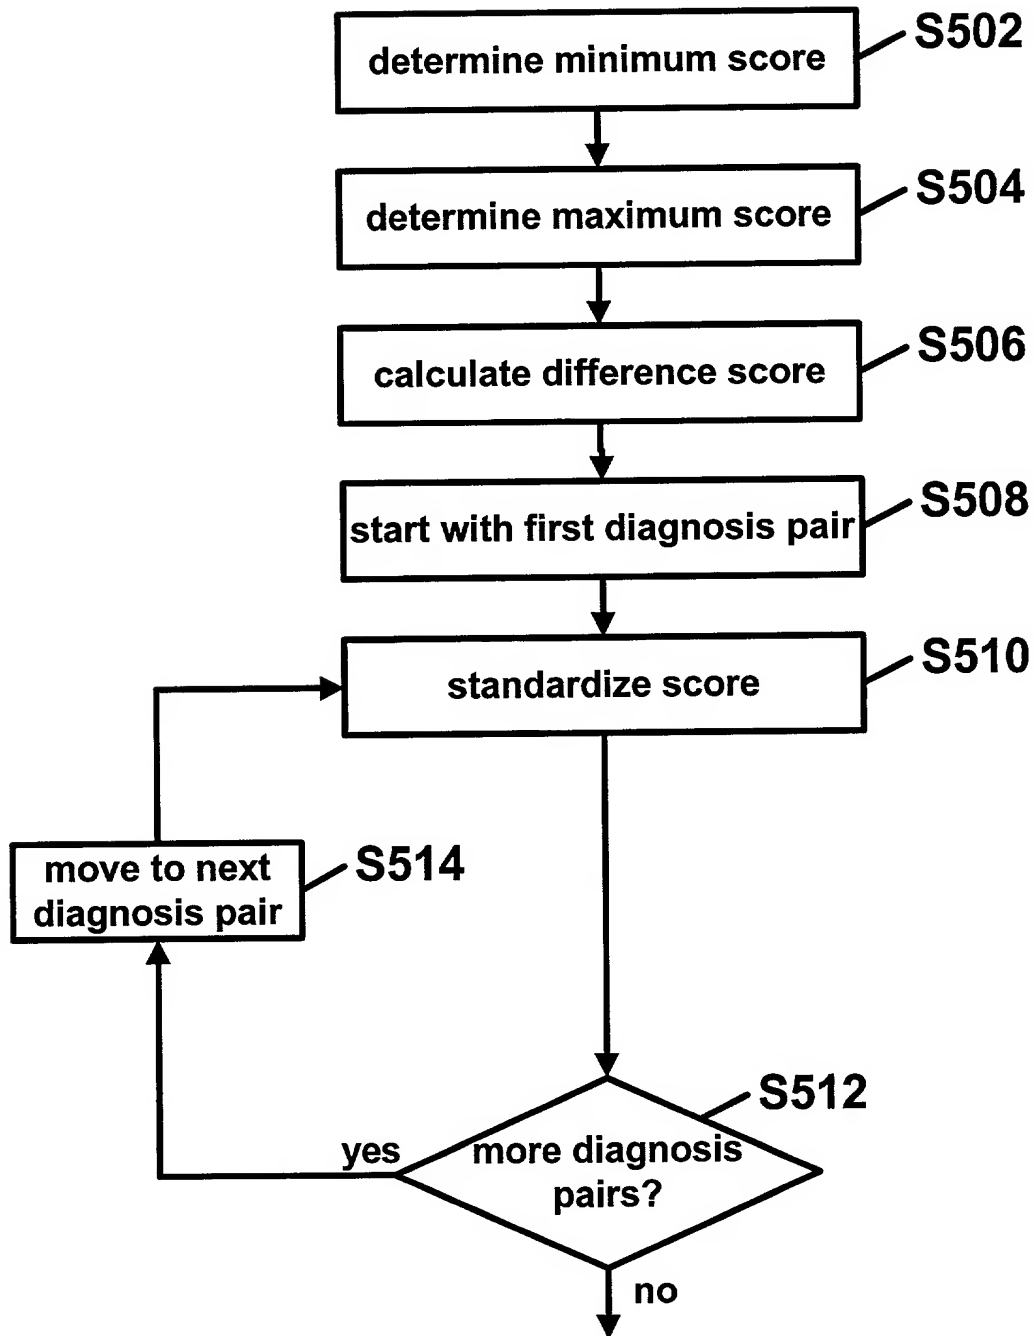 determine minimum score
S502
determine maximum score
S504
calculate difference score
S506
start with first diagnosis pair
S508
standardize score
S510
move to next
diagnosis pair
S514
S512
more diagnosis
pairs?
yes
no